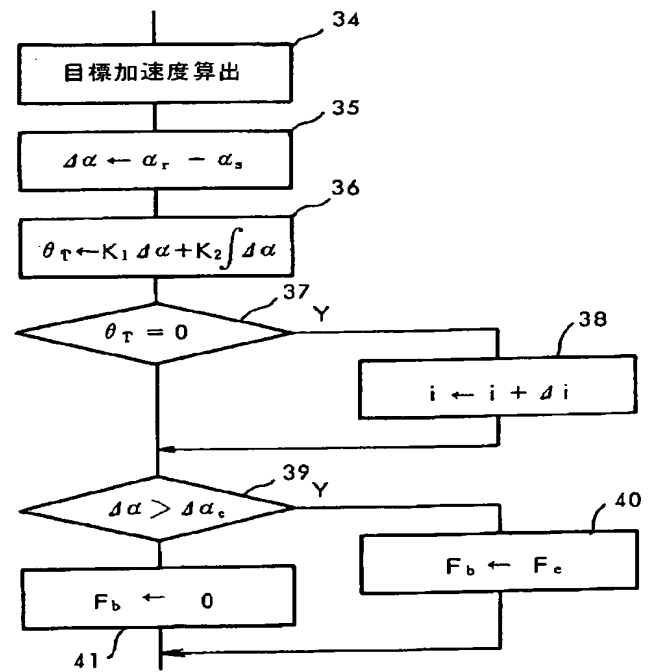 34
目標加速度算出
35
Δα ← αr − αs
36
θT←K1 Δα+K2∫Δα
37
θT = 0
Y
38
i ← i + Δi
39
Δα > Δαc
Y
40
Fb ← Fc
Fb ← 0
41